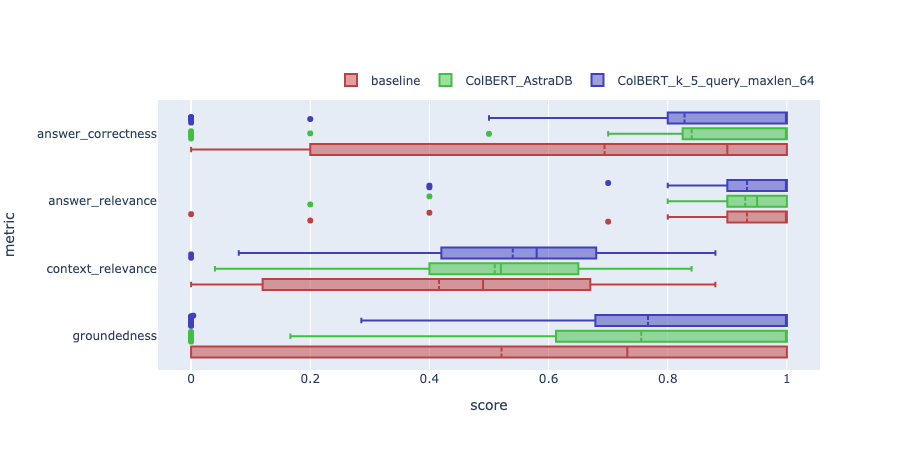 baseline ColBERT_AstraDB ColBERT_k_5_query_maxlen_64
answer_correctness
answer_relevance
metric
context_relevance
groundedness
0 0.2 0.4 0.6 0.8 1
score